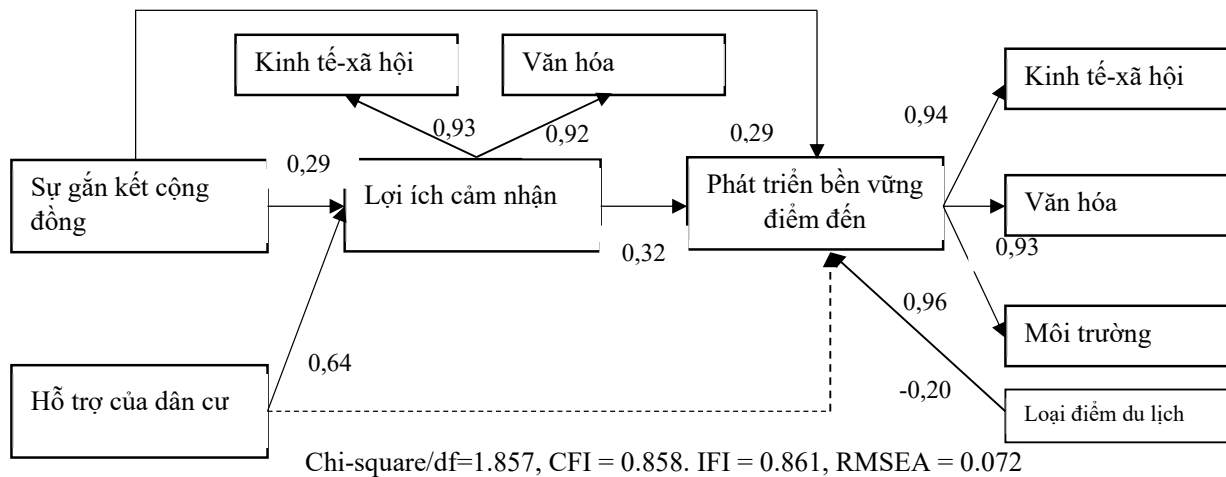 Kinh tế-xã hội
Văn hóa
Kinh tế-xã hội
0,93
0,92
0,29
0,94
Sự gắn kết cộng
đồng
0,29
Lợi ích cảm nhận
Phát triển bền vững
điểm đến
Văn hóa
0,32
0,93
0,96
Môi trường
Hỗ trợ của dân cư
0,64
-0,20
Loại điểm du lịch
Chi-square/df=1.857, CFI = 0.858. IFI = 0.861, RMSEA = 0.072